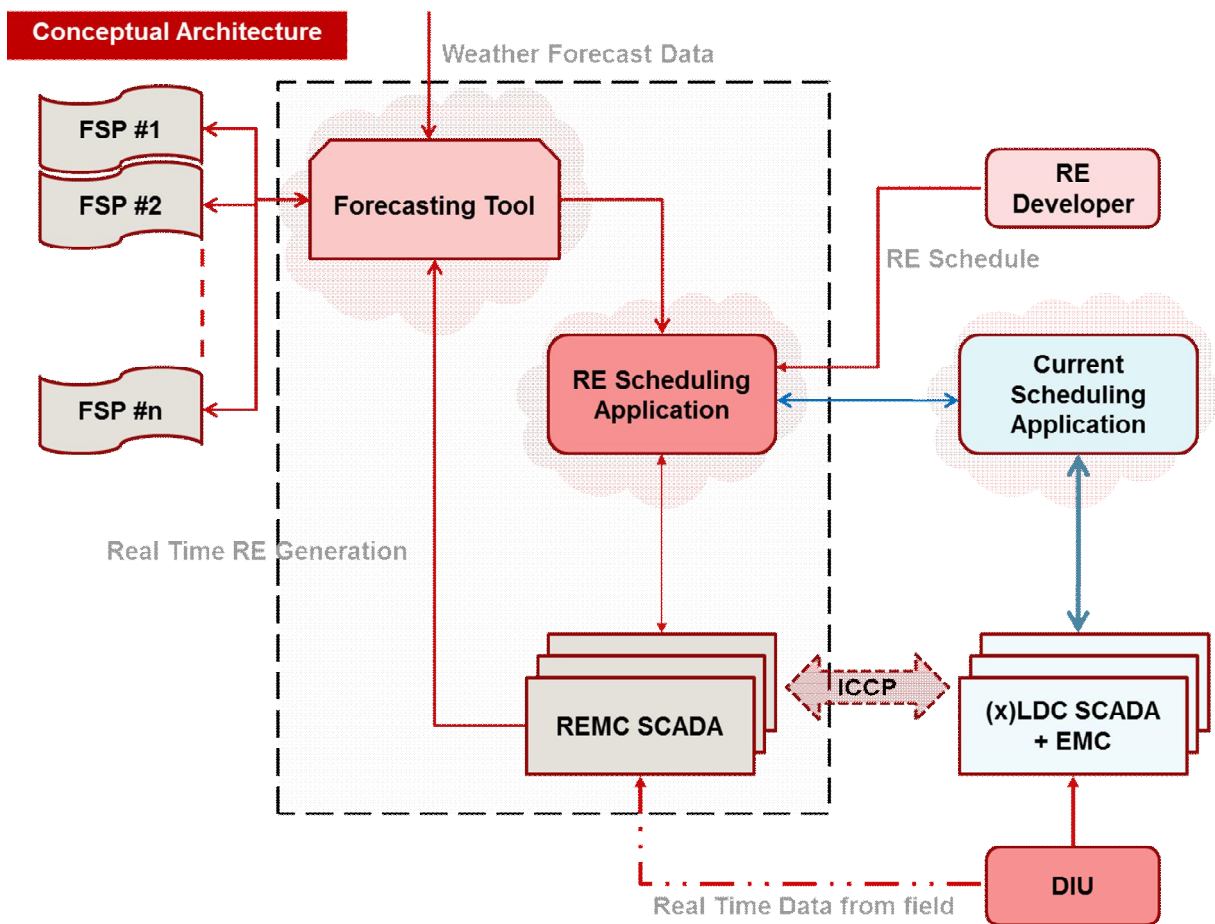 Conceptual Architecture
Weather Forecast Data
FSP #1
FSP #2
FSP #n
Forecasting Tool
RE
Developer
RE Schedule
RE Scheduling
Application
Current
Scheduling
Application
Real Time RE Generation
REMC SCADA
ICCP
(x)LDC SCADA
+ EMC
DIU
Real Time Data from field